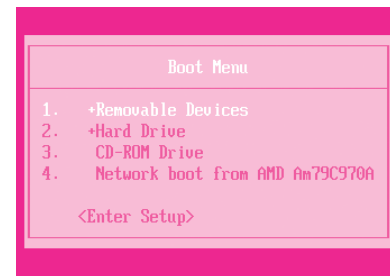 Boot Menu
1. +Removable Devices
2. +Hard Drive
3. CD-ROM Drive
4. Network boot from AMD Am79C970A
<Enter Setup>